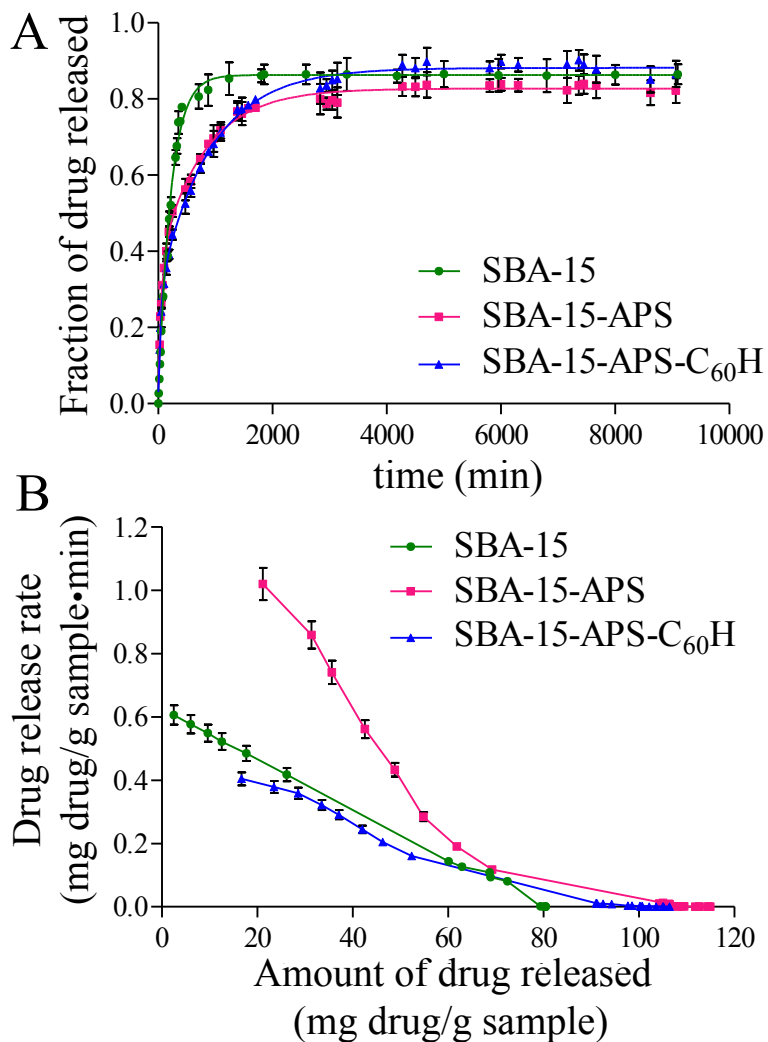 A
Fraction of drug released
1.0
0.8
0.6
0.4
0.2
0.0
SBA-15
SBA-15-APS
SBA-15-APS-C₆₀H
0 2000 4000 6000 8000 10000
time (min)
B
Drug release rate
(mg drug/g sample•min)
1.2
1.0
0.8
0.6
0.4
0.2
0.0
SBA-15
SBA-15-APS
SBA-15-APS-C₆₀H
0 20 40 60 80 100 120
Amount of drug released
(mg drug/g sample)